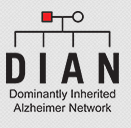 DIAN
Dominantly Inherited
Alzheimer Network